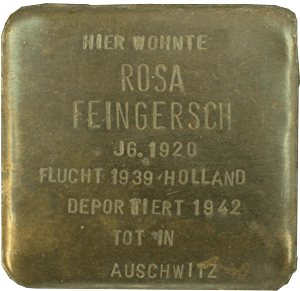 HIER WOHNTE
ROSA
FEINGERSCH
JG. 1920
FLUCHT 1939 HOLLAND
DEPORTIERT 1942
TOT IN
AUSCHWITZ